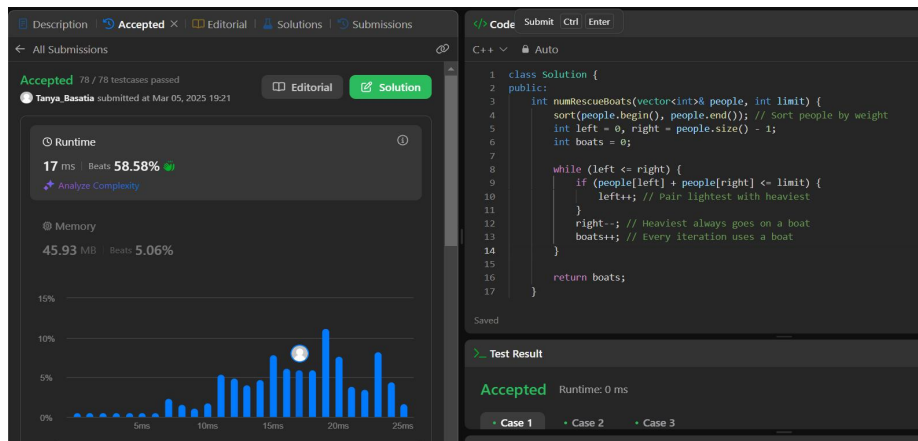 Description
Accepted ×
Editorial
Solutions
Submissions
← All Submissions
Accepted 78 / 78 testcases passed
Tanya_Basatia submitted at Mar 05, 2025 19:21
Editorial
Solution
Runtime
17 ms Beats 58.58%
Analyze Complexity
Memory
45.93 MB Beats 5.06%
15%
10%
5%
0%
5ms 10ms 15ms 20ms 25ms
</> Code
Submit Ctrl Enter
C++ Auto
1 class Solution {
2 public:
3 int numRescueBoats(vector<int>& people, int limit) {
4 sort(people.begin(), people.end()); // Sort people by weight
5 int left = 0, right = people.size() - 1;
6 int boats = 0;
7
8 while (left <= right) {
9 if (people[left] + people[right] <= limit) {
10 left++; // Pair lightest with heaviest
11 }
12 right--; // Heaviest always goes on a boat
13 boats++; // Every iteration uses a boat
14 }
15
16 return boats;
17 }
Saved
>_ Test Result
Accepted Runtime: 0 ms
• Case 1 • Case 2 • Case 3